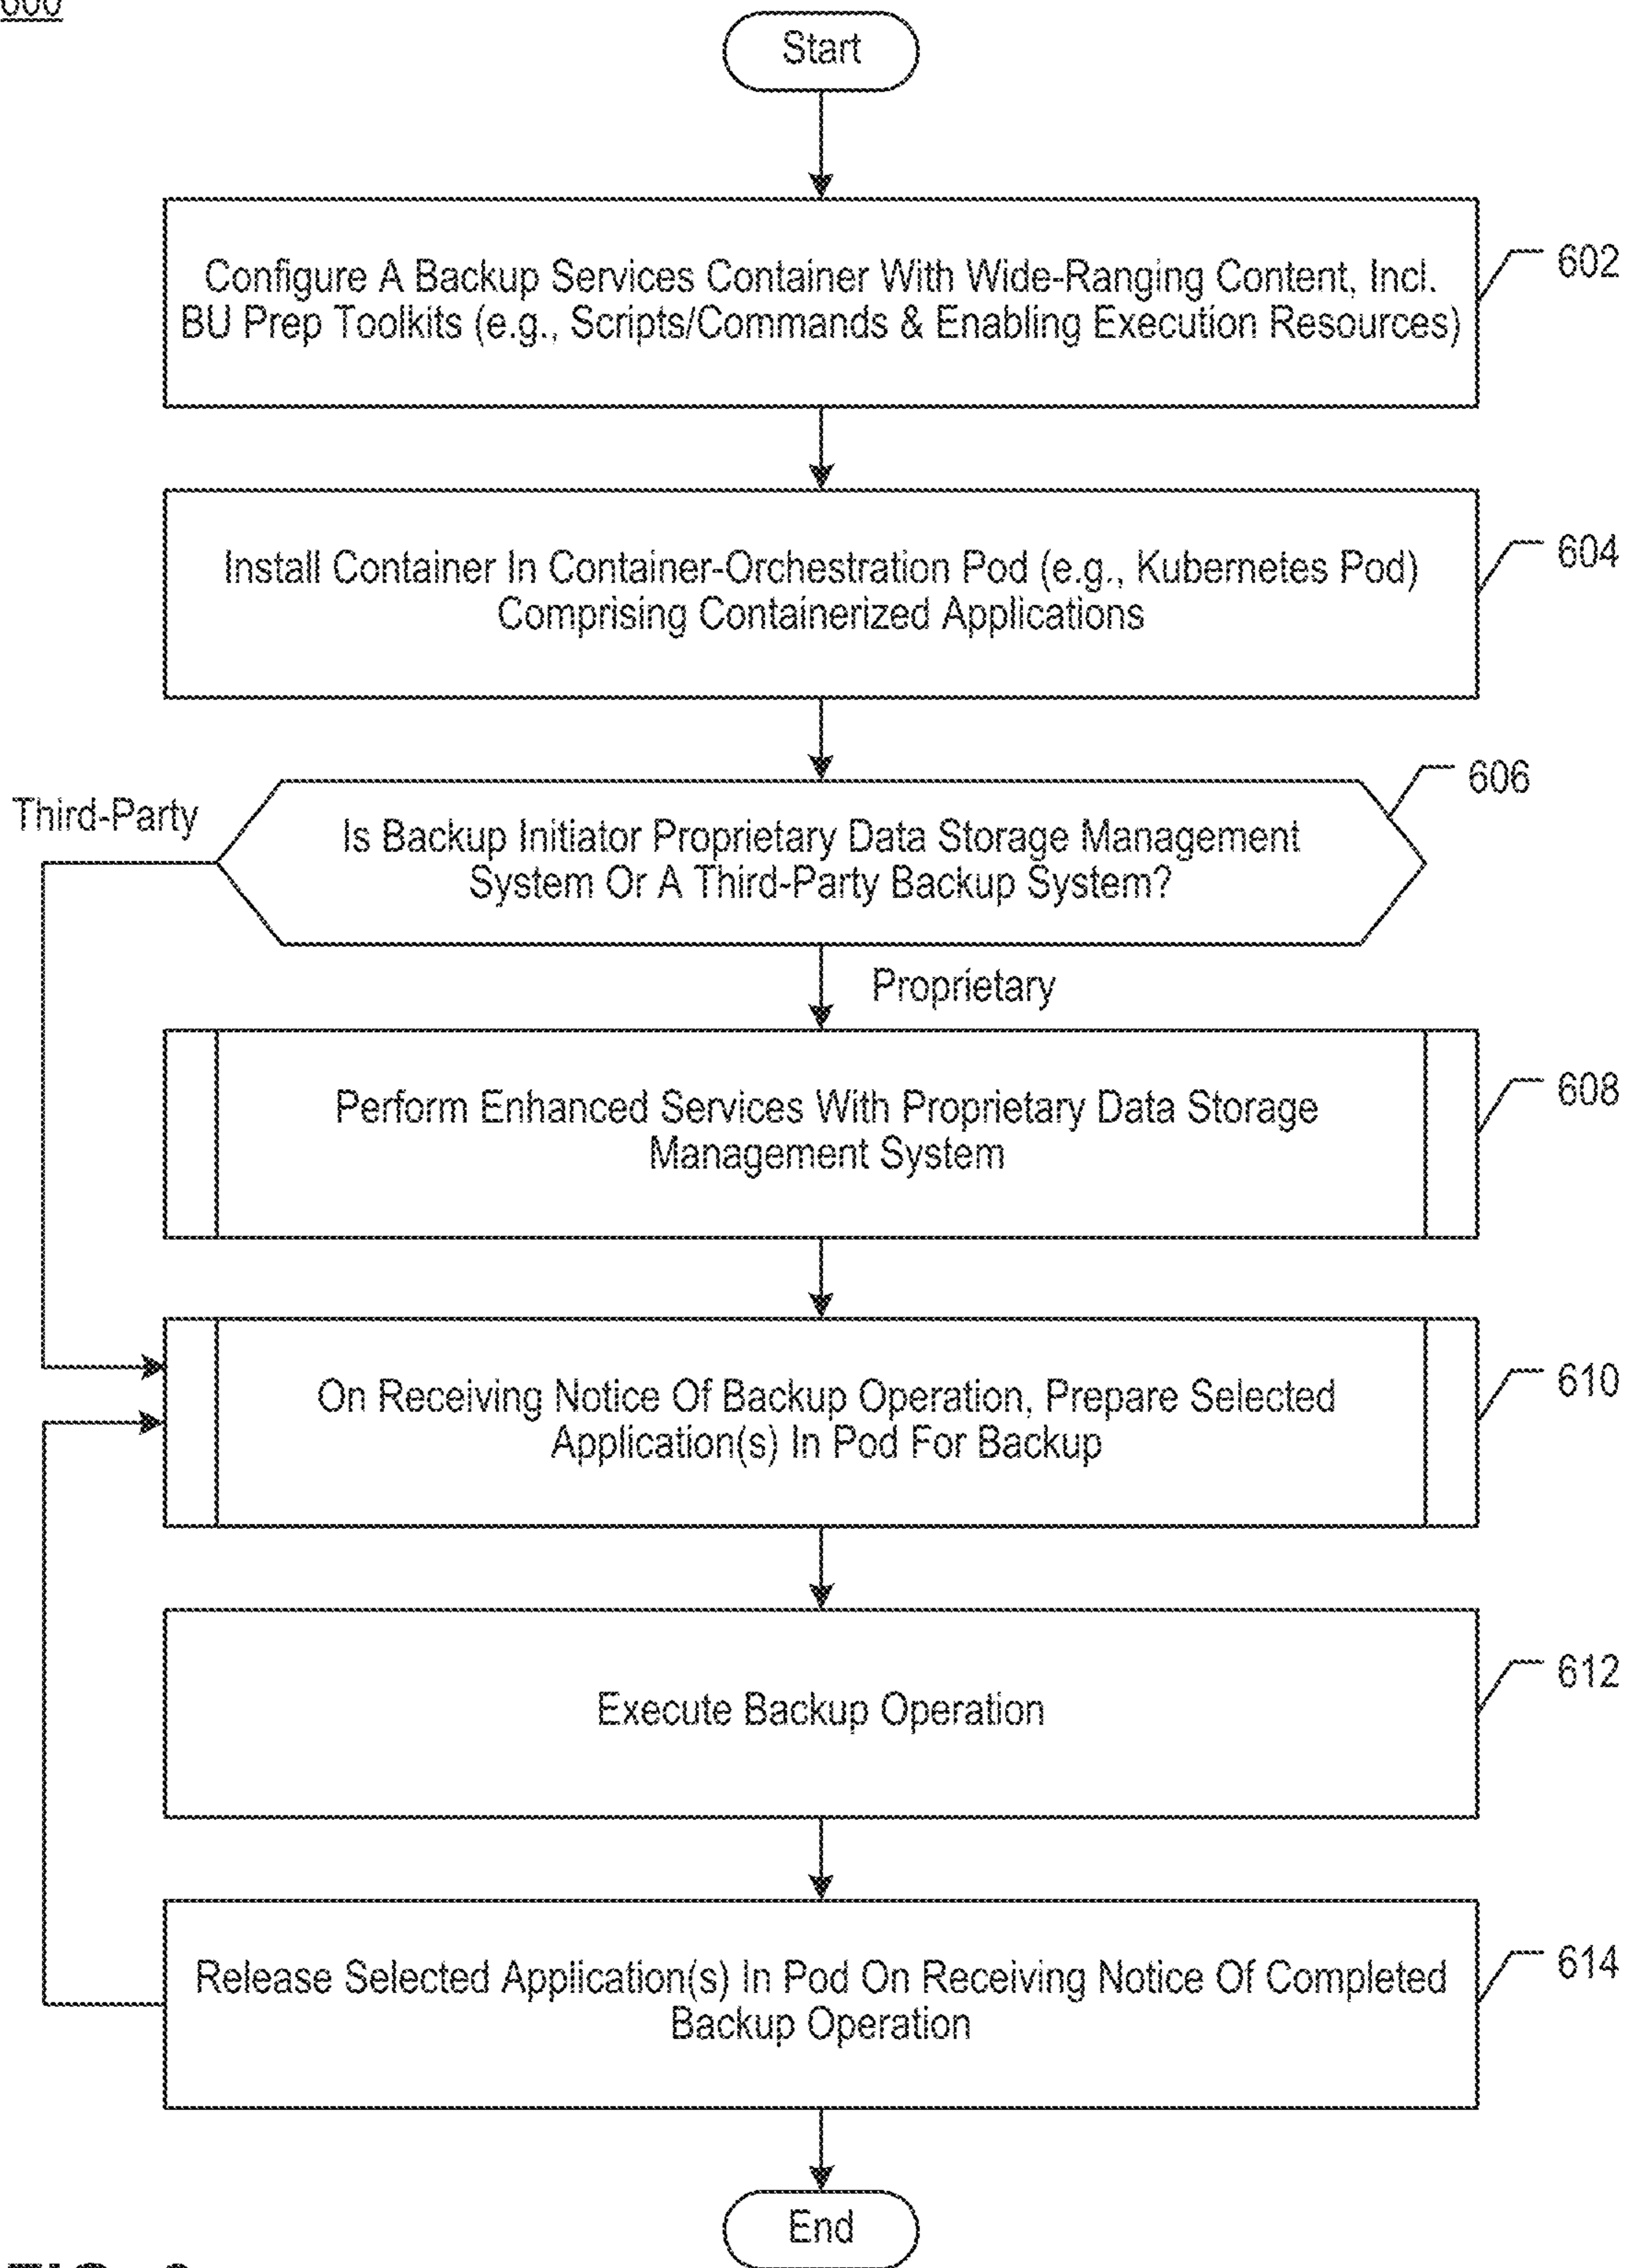 600
Start
Configure A Backup Services Container With Wide-Ranging Content, Incl.
BU Prep Toolkits (e.g., Scripts/Commands & Enabling Execution Resources)
602
Install Container In Container-Orchestration Pod (e.g., Kubernetes Pod)
Comprising Containerized Applications
604
Third-Party
Is Backup Initiator Proprietary Data Storage Management
System Or A Third-Party Backup System?
606
Proprietary
Perform Enhanced Services With Proprietary Data Storage
Management System
608
On Receiving Notice Of Backup Operation, Prepare Selected
Application(s) In Pod For Backup
610
Execute Backup Operation
612
Release Selected Application(s) In Pod On Receiving Notice Of Completed
Backup Operation
614
End